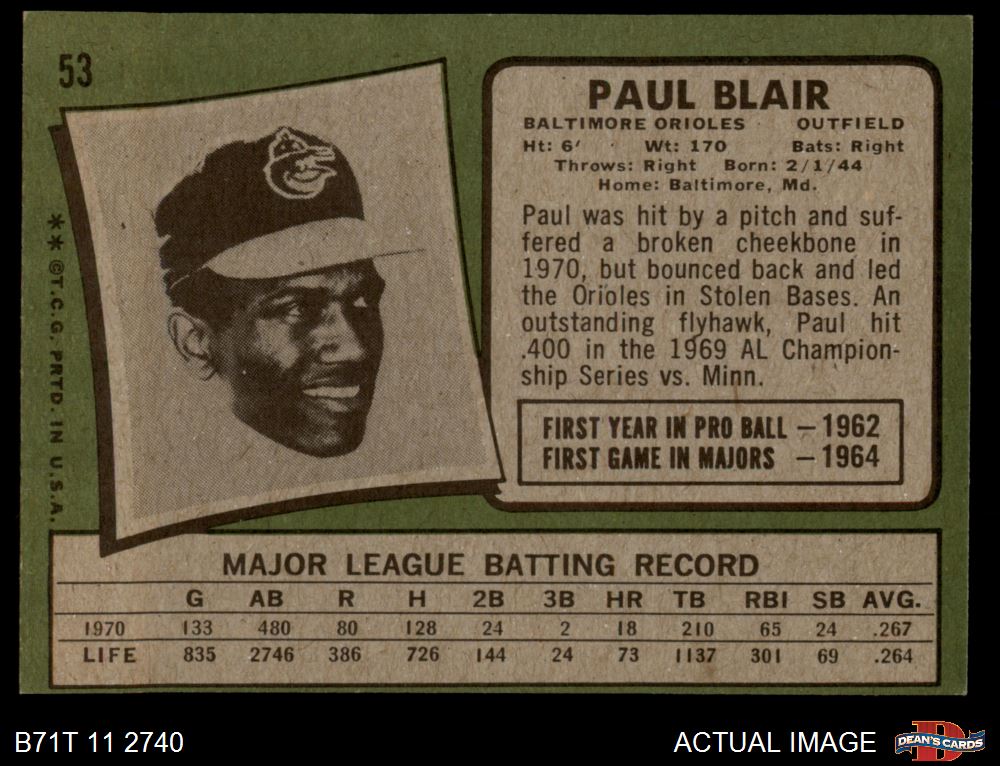 53
PAUL BLAIR
BALTIMORE ORIOLES · OUTFIELD
Ht: 6' Wt: 170 Bats: Right
Throws: Right Born: 2/1/44
Home: Baltimore, Md.
Paul was hit by a pitch and suf-
fered a broken cheekbone in
1970, but bounced back and led
the Orioles in Stolen Bases. An
outstanding flyhawk, Paul hit
.400 in the 1969 AL Champion-
ship Series vs. Minn.
FIRST YEAR IN PRO BALL – 1962
FIRST GAME IN MAJORS – 1964
** ©T.C.G. PRTD. IN U.S.A.
MAJOR LEAGUE BATTING RECORD
G AB R H 2B 3B HR TB RBI SB AVG.
1970 133 480 80 128 24 2 18 210 65 24 .267
LIFE 835 2746 386 726 144 24 73 1137 301 69 .264
B71T 11 2740
ACTUAL IMAGE
D
DEAN'S CARDS